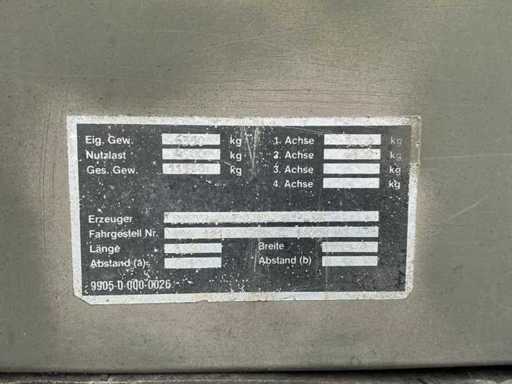 Eig. Gew. kg 1. Achse kg
Nutzlast kg 2. Achse kg
Ges. Gew. kg 3. Achse kg
4. Achse kg
Erzeuger
Fahrgestell Nr.
Länge Breite
Abstand (a) Abstand (b)
9905-0 000-0026